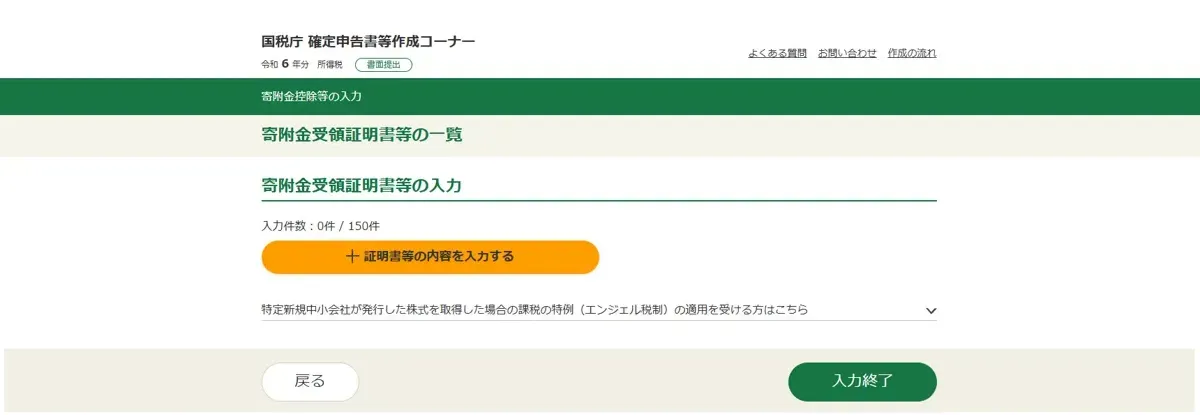 国税庁 確定申告書等作成コーナー
令和 6 年分 所得税 書面提出
よくある質問 お問い合わせ 作成の流れ
寄附金控除等の入力
寄附金受領証明書等の一覧
寄附金受領証明書等の入力
入力件数：0件 / 150件
＋ 証明書等の内容を入力する
特定新規中小会社が発行した株式を取得した場合の課税の特例（エンジェル税制）の適用を受ける方はこちら
戻る 入力終了